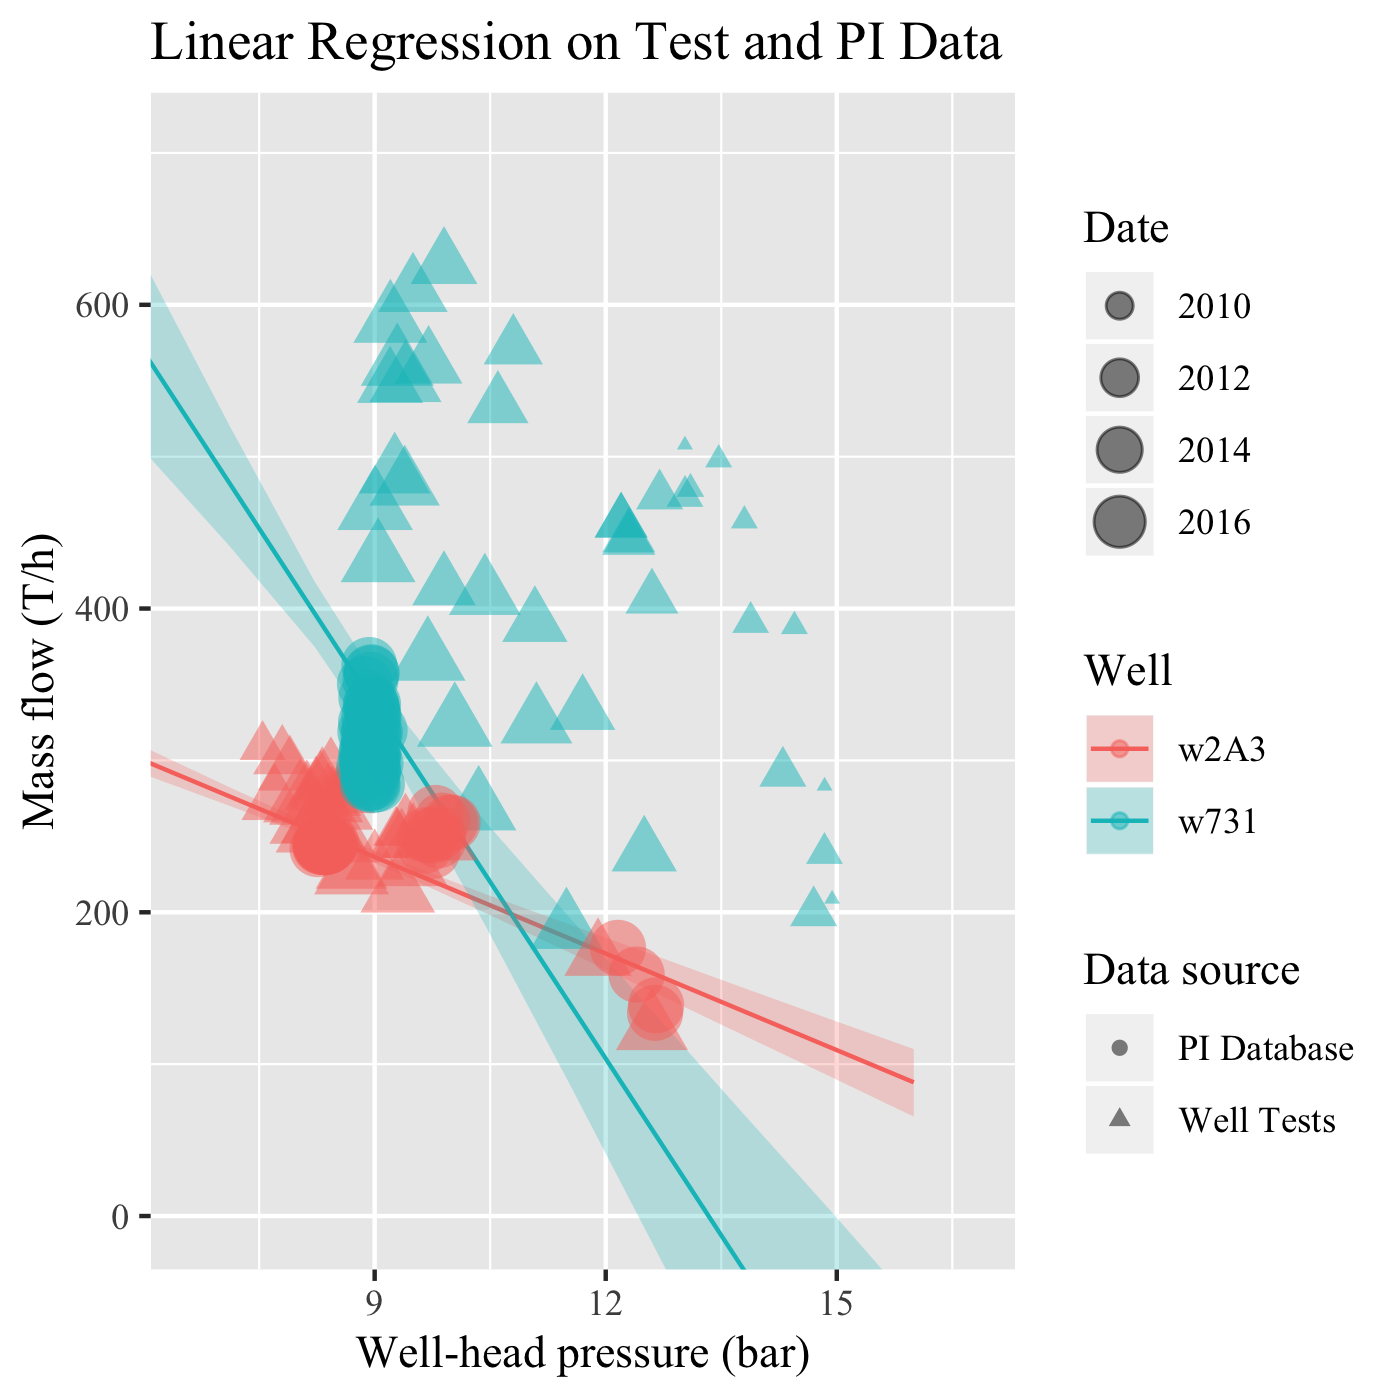 Linear Regression on Test and PI Data
Mass flow (T/h)
600
400
200
0
9
12
15
Well-head pressure (bar)
Date
2010
2012
2014
2016
Well
w2A3
w731
Data source
PI Database
Well Tests